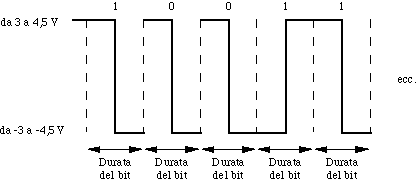 1 0 0 1 1
da 3 a 4,5 V
ecc.
da -3 a -4,5 V
Durata Durata Durata Durata Durata
del bit del bit del bit del bit del bit